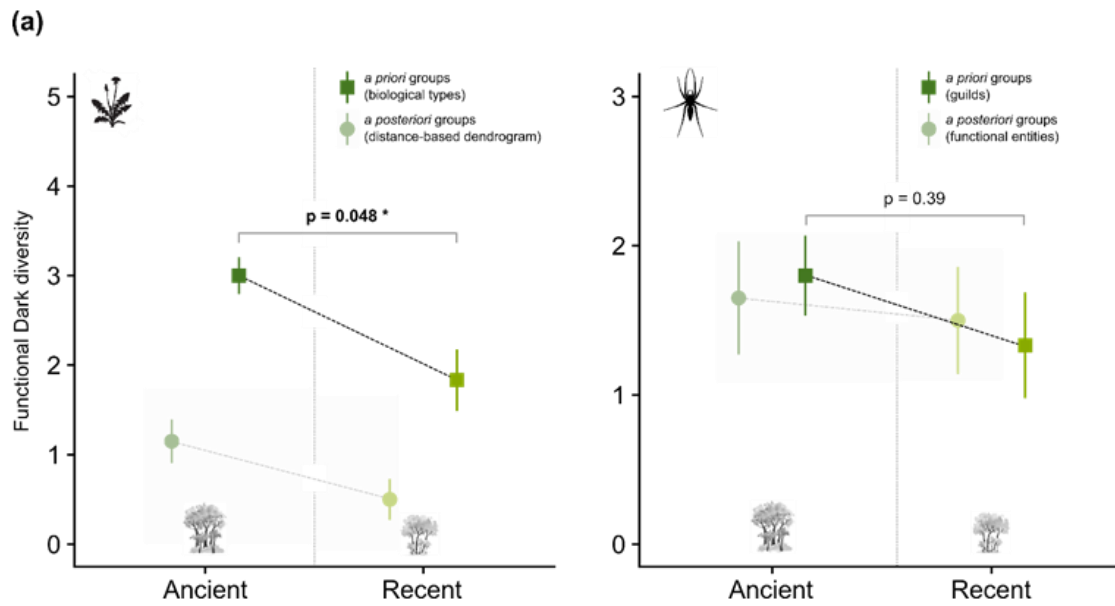 (a)
Functional Dark diversity
5
4
3
2
1
0
a priori groups
(biological types)
a posteriori groups
(distance-based dendrogram)
p = 0.048 *
Ancient
Recent
3
2
1
0
a priori groups
(guilds)
a posteriori groups
(functional entities)
p = 0.39
Ancient
Recent